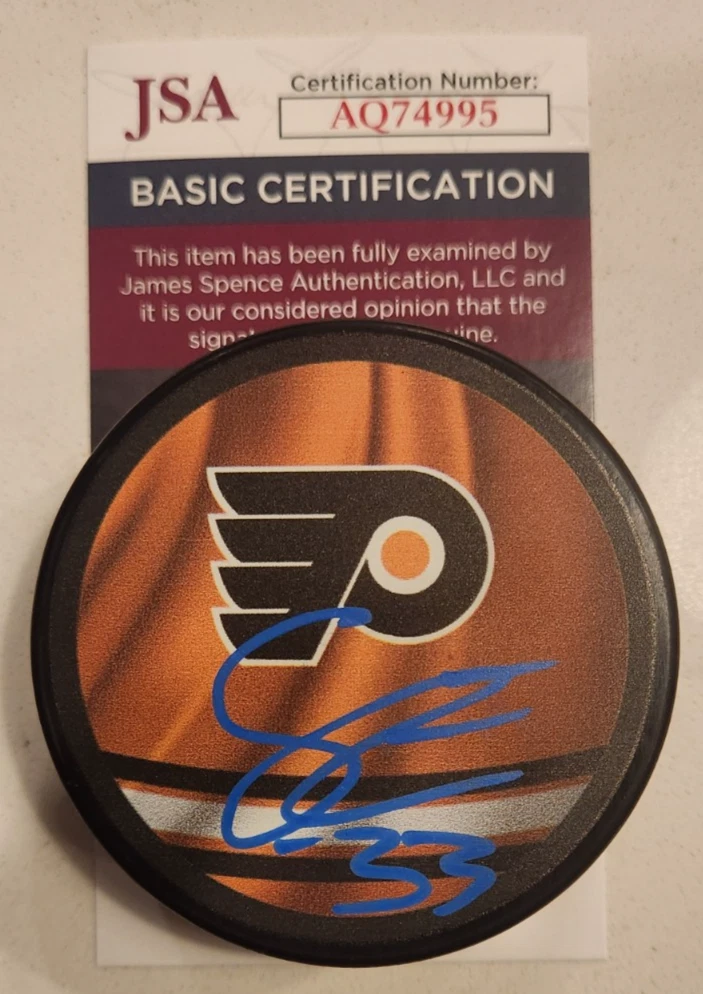 JSA
Certification Number:
AQ74995
BASIC CERTIFICATION
This item has been fully examined by
James Spence Authentication, LLC and
it is our considered opinion that the
33